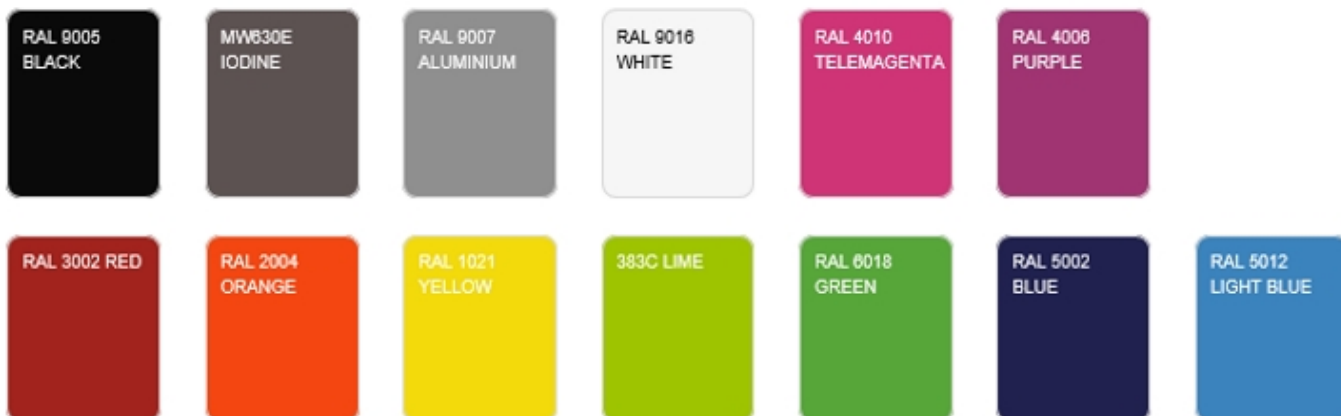 RAL 9005
BLACK
MW630E
IODINE
RAL 9007
ALUMINIUM
RAL 9016
WHITE
RAL 4010
TELEMAGENTA
RAL 4006
PURPLE
RAL 3002 RED
RAL 2004
ORANGE
RAL 1021
YELLOW
383C LIME
RAL 6018
GREEN
RAL 5002
BLUE
RAL 5012
LIGHT BLUE